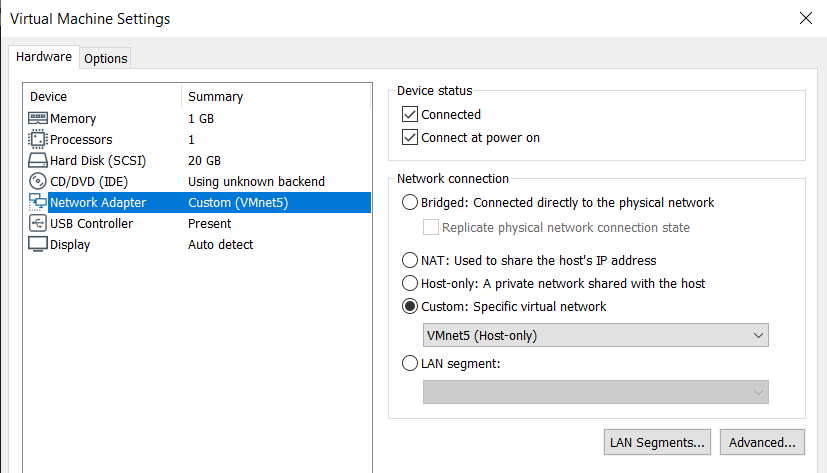 Virtual Machine Settings
Hardware
Options
Device Summary
Memory 1 GB
Processors 1
Hard Disk (SCSI) 20 GB
CD/DVD (IDE) Using unknown backend
Network Adapter Custom (VMnet5)
USB Controller Present
Display Auto detect
Device status
Connected
Connect at power on
Network connection
Bridged: Connected directly to the physical network
Replicate physical network connection state
NAT: Used to share the host's IP address
Host-only: A private network shared with the host
Custom: Specific virtual network
VMnet5 (Host-only)
LAN segment:
LAN Segments...
Advanced...